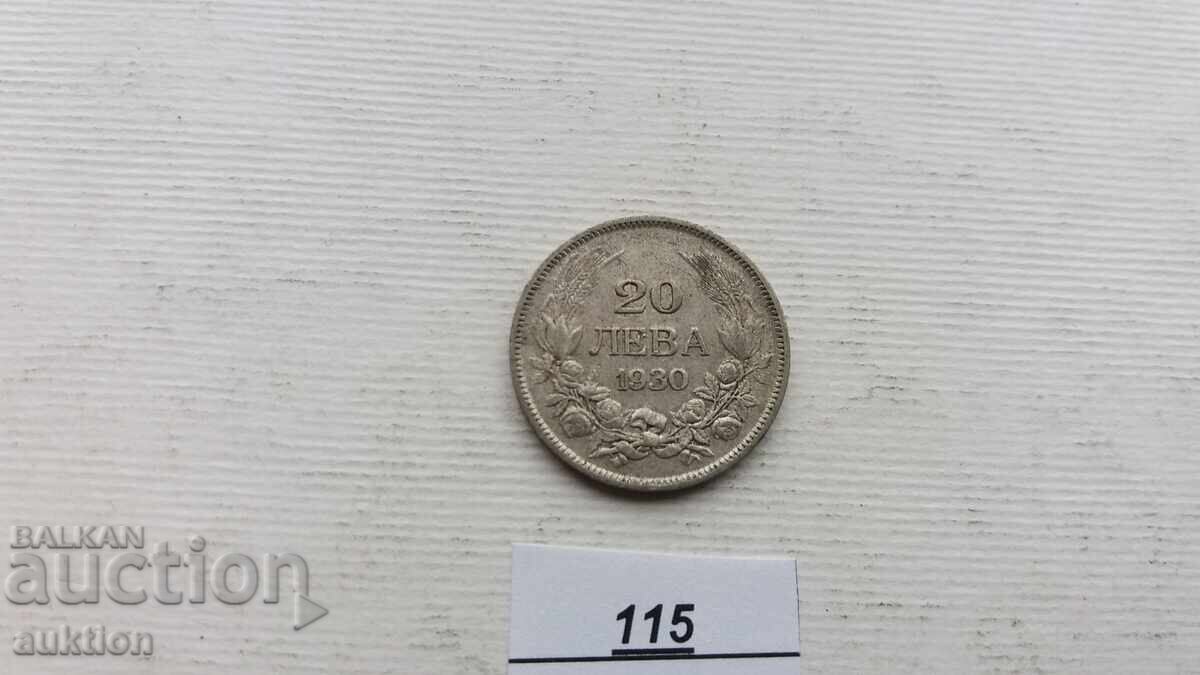 20
ЛЕВА
1930
BALKAN
auction
auktion
115